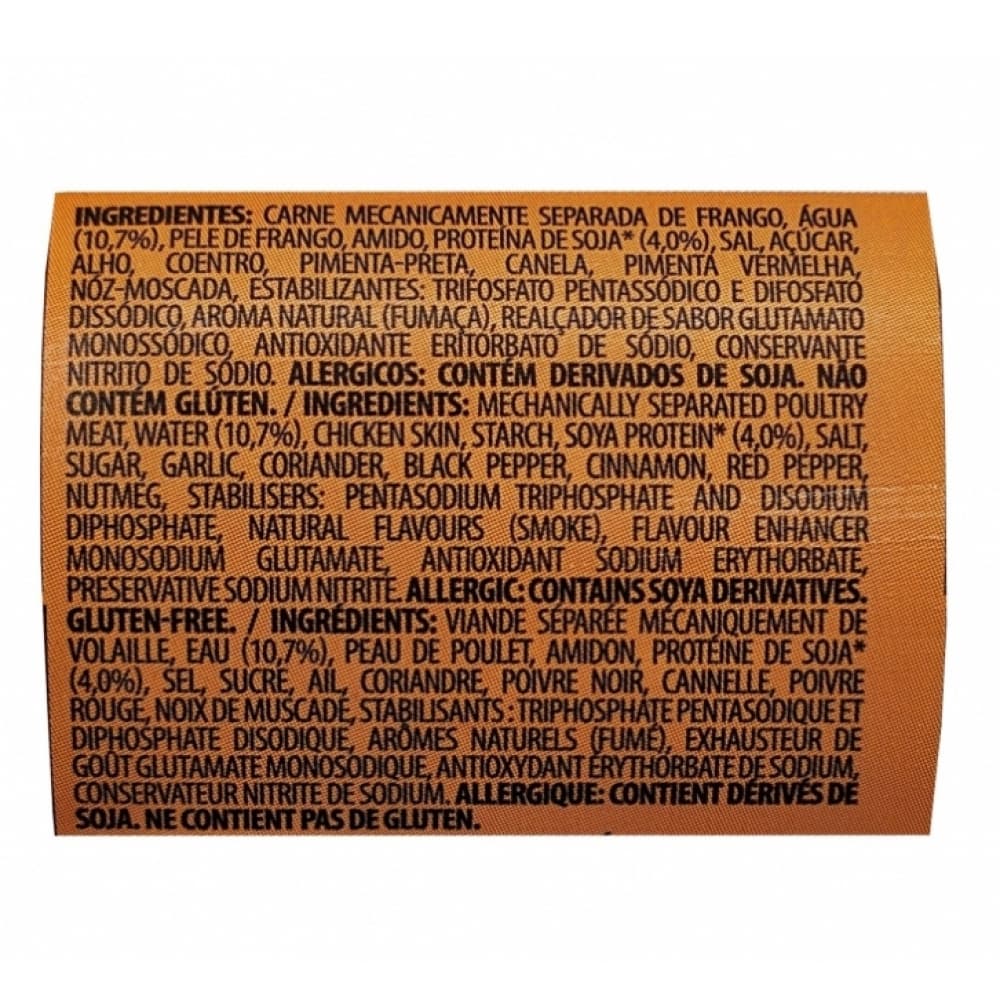 INGREDIENTES: CARNE MECANICAMENTE SEPARADA DE FRANGO, ÁGUA
(10,7%), PELE DE FRANGO, AMIDO, PROTEÍNA DE SOJA* (4,0%), SAL, AÇÚCAR,
ALHO, COENTRO, PIMENTA-PRETA, CANELA, PIMENTA VERMELHA,
NÓZ-MOSCADA, ESTABILIZANTES: TRIFOSFATO PENTASSÓDICO E DIFOSFATO
DISSÓDICO, AROMA NATURAL (FUMAÇA), REALÇADOR DE SABOR GLUTAMATO
MONOSSÓDICO, ANTIOXIDANTE ERITORBATO DE SÓDIO, CONSERVANTE
NITRITO DE SÓDIO. ALERGICOS: CONTÉM DERIVADOS DE SOJA. NÃO
CONTÉM GLÚTEN. / INGREDIENTS: MECHANICALLY SEPARATED POULTRY
MEAT, WATER (10,7%), CHICKEN SKIN, STARCH, SOYA PROTEIN* (4,0%), SALT,
SUGAR, GARLIC, CORIANDER, BLACK PEPPER, CINNAMON, RED PEPPER,
NUTMEG, STABILISERS: PENTASODIUM TRIPHOSPHATE AND DISODIUM
DIPHOSPHATE, NATURAL FLAVOURS (SMOKE), FLAVOUR ENHANCER
MONOSODIUM GLUTAMATE, ANTIOXIDANT SODIUM ERYTHORBATE,
PRESERVATIVE SODIUM NITRITE. ALLERGIC: CONTAINS SOYA DERIVATIVES.
GLUTEN-FREE. / INGRÉDIENTS: VIANDE SÉPARÉE MÉCANIQUEMENT DE
VOLAILLE, EAU (10,7%), PEAU DE POULET, AMIDON, PROTÉINE DE SOJA*
(4,0%), SEL, SUCRE, AIL, CORIANDRE, POIVRE NOIR, CANNELLE, POIVRE
ROUGE, NOIX DE MUSCADE, STABILISANTS : TRIPHOSPHATE PENTASODIQUE ET
DIPHOSPHATE DISODIQUE, ARÔMES NATURELS (FUMÉ), EXHAUSTEUR DE
GOÛT GLUTAMATE MONOSODIQUE, ANTIOXYDANT ERYTHORBATE DE SODIUM,
CONSERVATEUR NITRITE DE SODIUM. ALLERGIQUE: CONTIENT DÉRIVÉS DE
SOJA. NE CONTIENT PAS DE GLUTEN.